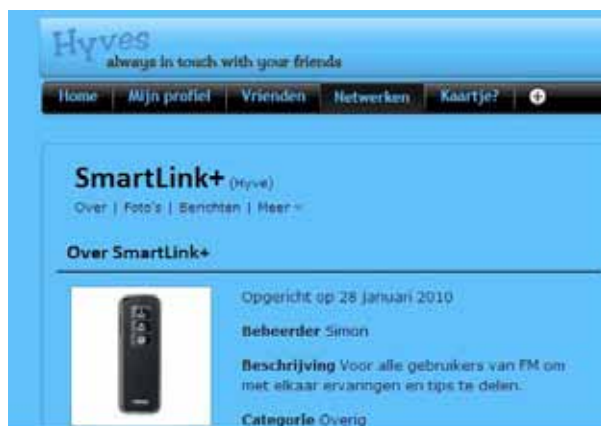 Hyves
always in touch with your friends
Home Mijn profiel Vrienden Netwerken Kaartje?
SmartLink+ (Hyve)
Over | Foto's | Berichten | Meer
Over SmartLink+
Opgericht op 28 januari 2010
Beheerder Simon
Beschrijving Voor alle gebruikers van FM om
met elkaar ervaringen en tips te delen.
Categorie Overig